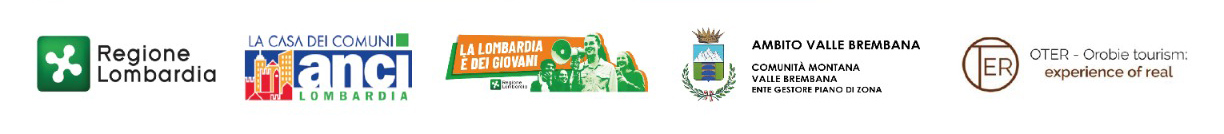 Regione
Lombardia
LA CASA DEI COMUNI
anci
LOMBARDIA
LA LOMBARDIA
È DEI GIOVANI
Regione
Lombardia
AMBITO VALLE BREMBANA
COMUNITÀ MONTANA
VALLE BREMBANA
ENTE GESTORE PIANO DI ZONA
OTER
OTER - Orobie tourism:
experience of real